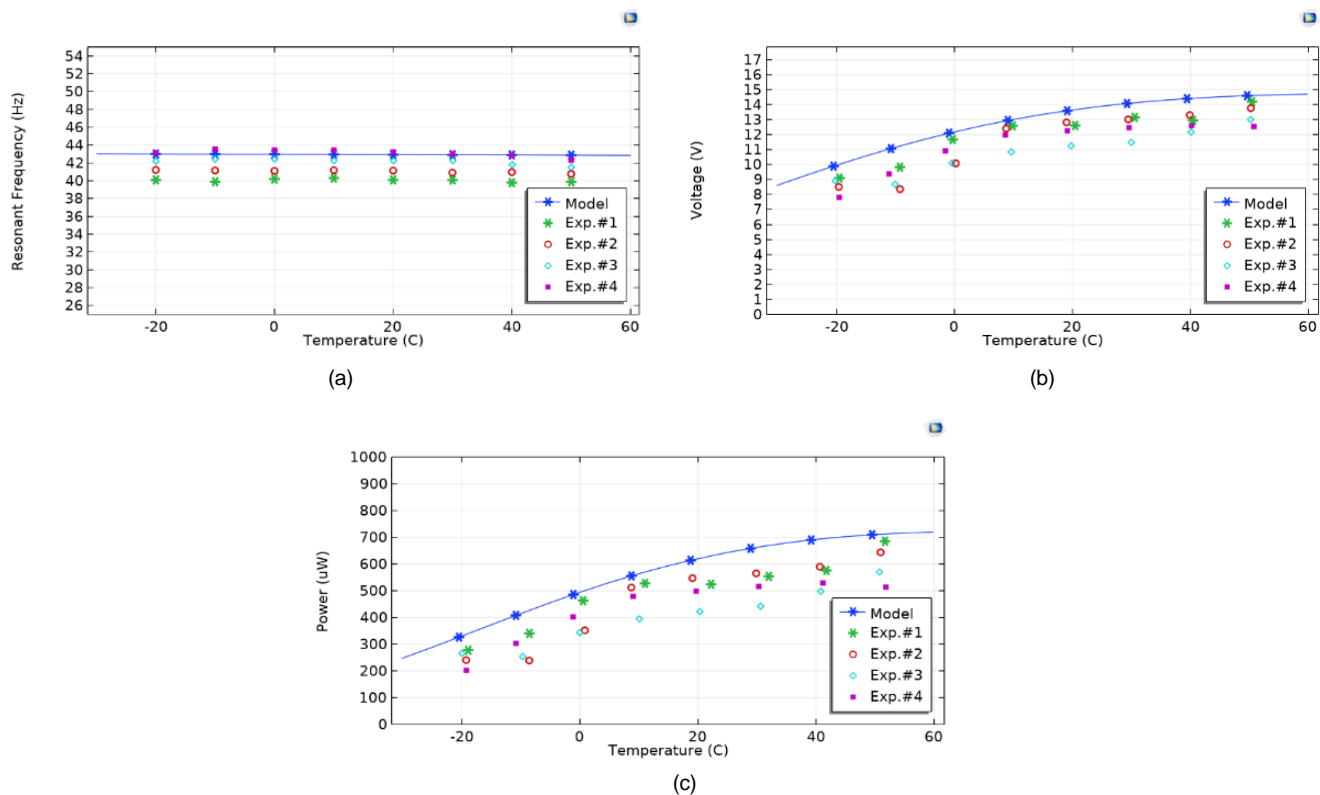 54
52
50
48
46
44
42
40
38
36
34
32
30
28
26
Resonant Frequency (Hz)
Model
Exp.#1
Exp.#2
Exp.#3
Exp.#4
-20
0
20
40
60
Temperature (C)
(a)
17
16
15
14
13
12
11
10
9
8
7
6
5
4
3
2
1
0
Voltage (V)
Model
Exp.#1
Exp.#2
Exp.#3
Exp.#4
-20
0
20
40
60
Temperature (C)
(b)
1000
900
800
700
600
500
400
300
200
100
0
Power (uW)
Model
Exp.#1
Exp.#2
Exp.#3
Exp.#4
-20
0
20
40
60
Temperature (C)
(c)